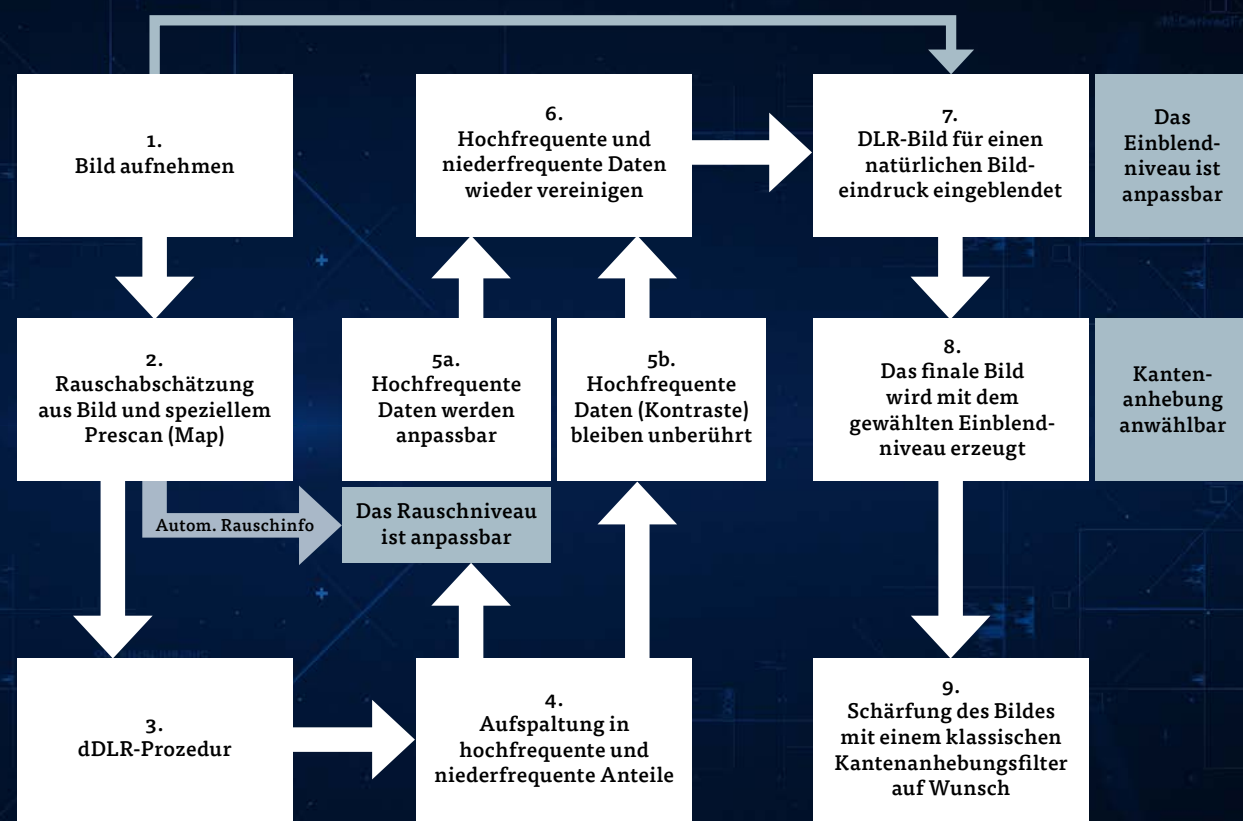 1.
Bild aufnehmen
6.
Hochfrequente und
niederfrequente Daten
wieder vereinigen
7.
DLR-Bild für einen
natürlichen Bild-
eindruck eingeblendet
Das
Einblend-
niveau ist
anpassbar
2.
Rauschabschätzung
aus Bild und speziellem
Prescan (Map)
5a.
Hochfrequente
Daten werden
anpassbar
5b.
Hochfrequente
Daten (Kontraste)
bleiben unberührt
8.
Das finale Bild
wird mit dem
gewählten Einblend-
niveau erzeugt
Kanten-
anhebung
anwählbar
Autom. Rauschinfo
Das Rauschniveau
ist anpassbar
3.
dDLR-Prozedur
4.
Aufspaltung in
hochfrequente und
niederfrequente Anteile
9.
Schärfung des Bildes
mit einem klassischen
Kantenanhebungsfilter
auf Wunsch